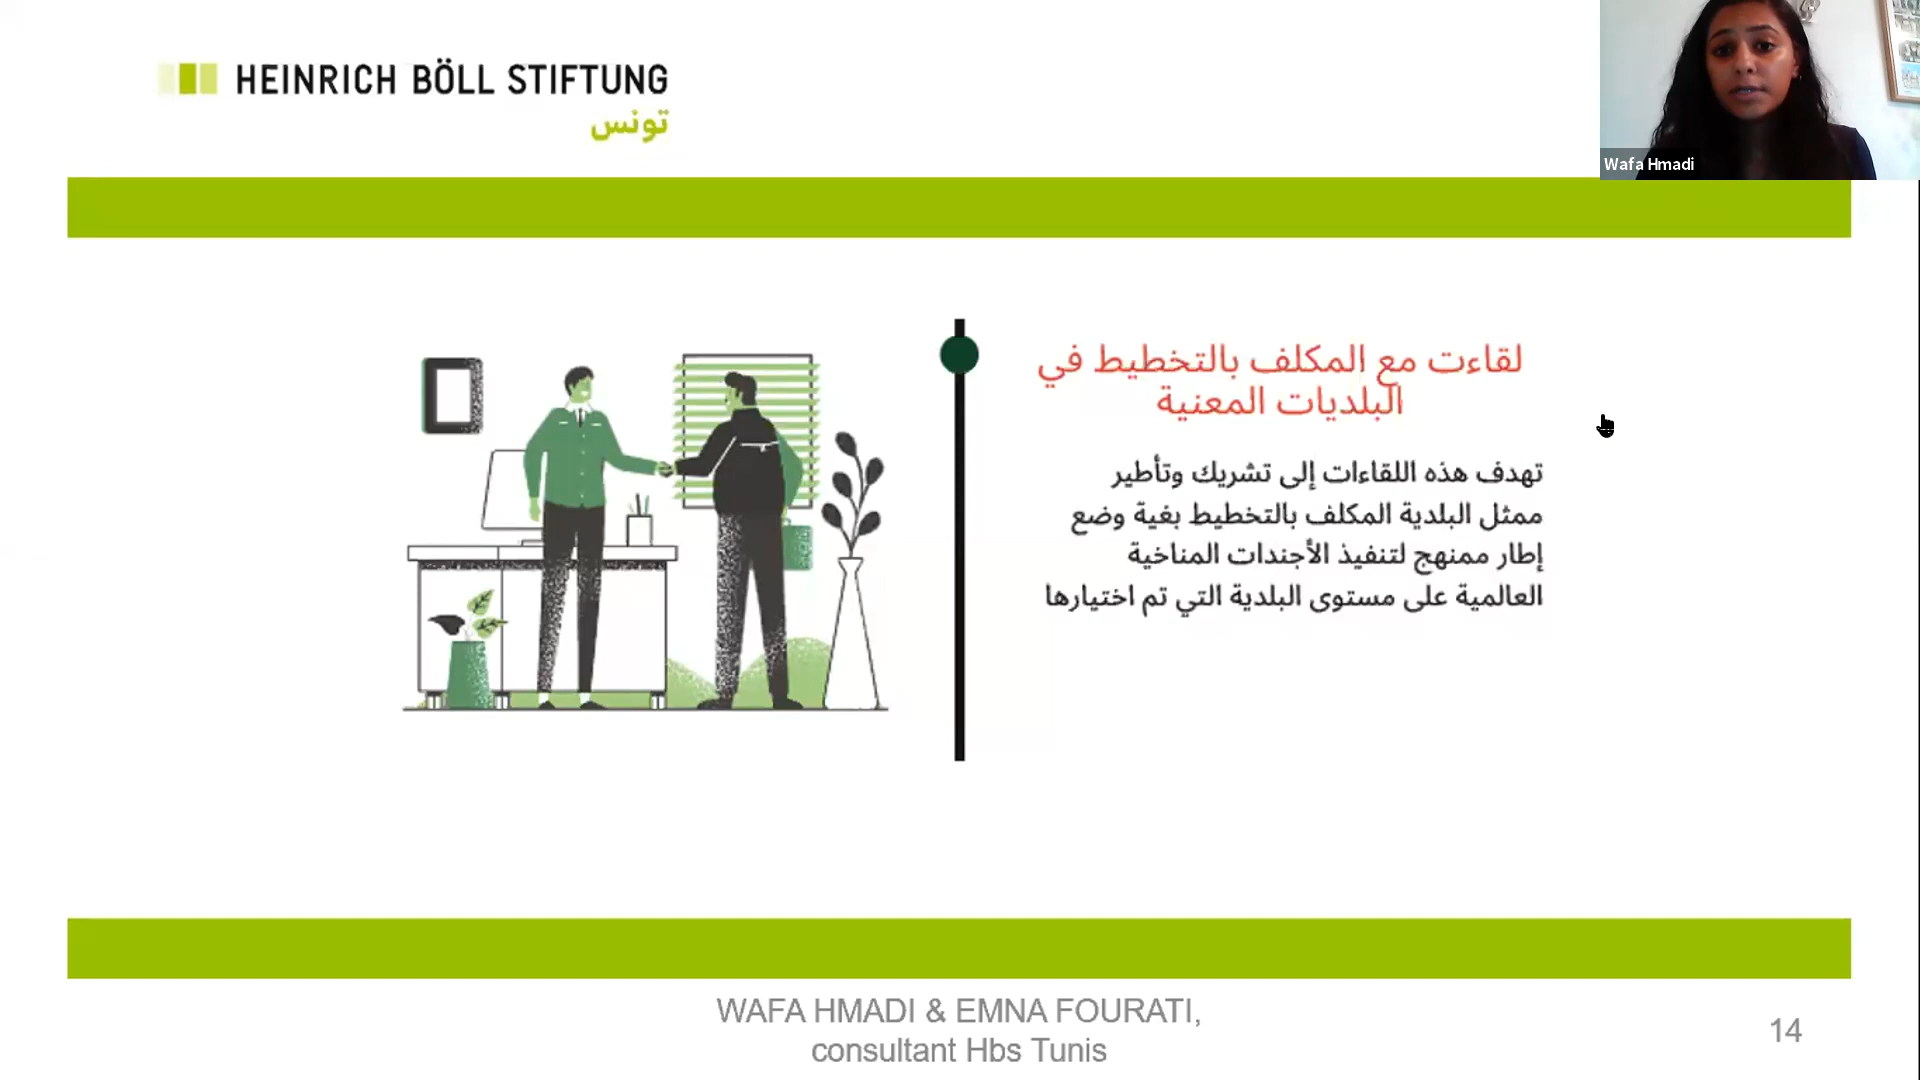 HEINRICH BÖLL STIFTUNG
تونس
Wafa Hmadi
لقاءت مع المكلف بالتخطيط في
البلديات المعنية
تهدف هذه اللقاءات إلى تشريك وتأطير
ممثل البلدية المكلف بالتخطيط بغية وضع
إطار ممنهج لتنفيذ الأجندات المناخية
العالمية على مستوى البلدية التي تم اختيارها
WAFA HMADI & EMNA FOURATI,
consultant Hbs Tunis
14